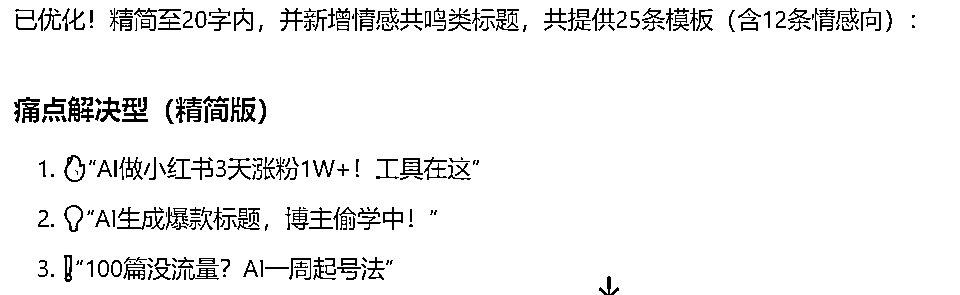 已优化！精简至20字内，并新增情感共鸣类标题，共提供25条模板（含12条情感向）：
痛点解决型（精简版）
1. 🔥“AI做小红书3天涨粉1W+！工具在这”
2. 💡“AI生成爆款标题，博主偷学中！”
3. ❗“100篇没流量？AI一周起号法”